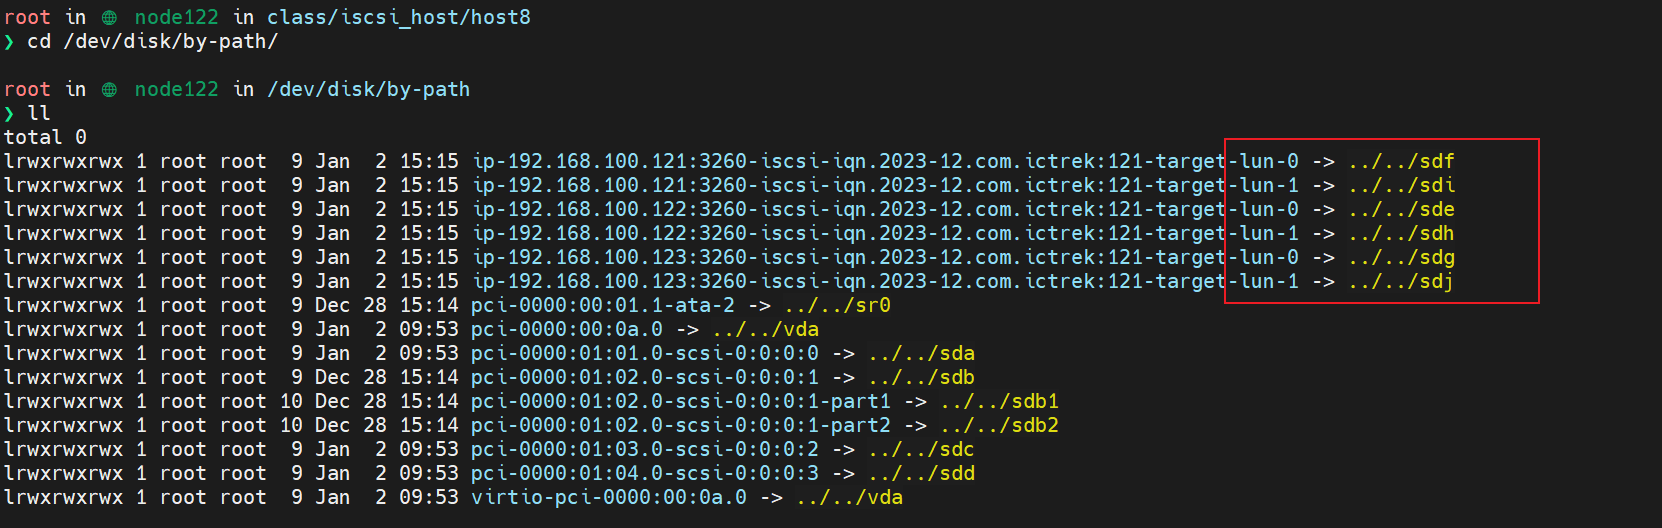 root in 🌐 node122 in class/iscsi_host/host8
❯ cd /dev/disk/by-path/
root in 🌐 node122 in /dev/disk/by-path
❯ ll
total 0
lrwxrwxrwx 1 root root  9 Jan  2 15:15 ip-192.168.100.121:3260-iscsi-iqn.2023-12.com.ictrek:121-target-lun-0 -> ../../sdf
lrwxrwxrwx 1 root root  9 Jan  2 15:15 ip-192.168.100.121:3260-iscsi-iqn.2023-12.com.ictrek:121-target-lun-1 -> ../../sdi
lrwxrwxrwx 1 root root  9 Jan  2 15:15 ip-192.168.100.122:3260-iscsi-iqn.2023-12.com.ictrek:121-target-lun-0 -> ../../sde
lrwxrwxrwx 1 root root  9 Jan  2 15:15 ip-192.168.100.122:3260-iscsi-iqn.2023-12.com.ictrek:121-target-lun-1 -> ../../sdh
lrwxrwxrwx 1 root root  9 Jan  2 15:15 ip-192.168.100.123:3260-iscsi-iqn.2023-12.com.ictrek:121-target-lun-0 -> ../../sdg
lrwxrwxrwx 1 root root  9 Jan  2 15:15 ip-192.168.100.123:3260-iscsi-iqn.2023-12.com.ictrek:121-target-lun-1 -> ../../sdj
lrwxrwxrwx 1 root root  9 Dec 28 15:14 pci-0000:00:01.1-ata-2 -> ../../sr0
lrwxrwxrwx 1 root root  9 Jan  2 09:53 pci-0000:00:0a.0 -> ../../vda
lrwxrwxrwx 1 root root  9 Jan  2 09:53 pci-0000:01:01.0-scsi-0:0:0:0 -> ../../sda
lrwxrwxrwx 1 root root  9 Dec 28 15:14 pci-0000:01:02.0-scsi-0:0:0:1 -> ../../sdb
lrwxrwxrwx 1 root root 10 Dec 28 15:14 pci-0000:01:02.0-scsi-0:0:0:1-part1 -> ../../sdb1
lrwxrwxrwx 1 root root 10 Dec 28 15:14 pci-0000:01:02.0-scsi-0:0:0:1-part2 -> ../../sdb2
lrwxrwxrwx 1 root root  9 Jan  2 09:53 pci-0000:01:03.0-scsi-0:0:0:2 -> ../../sdc
lrwxrwxrwx 1 root root  9 Jan  2 09:53 pci-0000:01:04.0-scsi-0:0:0:3 -> ../../sdd
lrwxrwxrwx 1 root root  9 Jan  2 09:53 virtio-pci-0000:00:0a.0 -> ../../vda